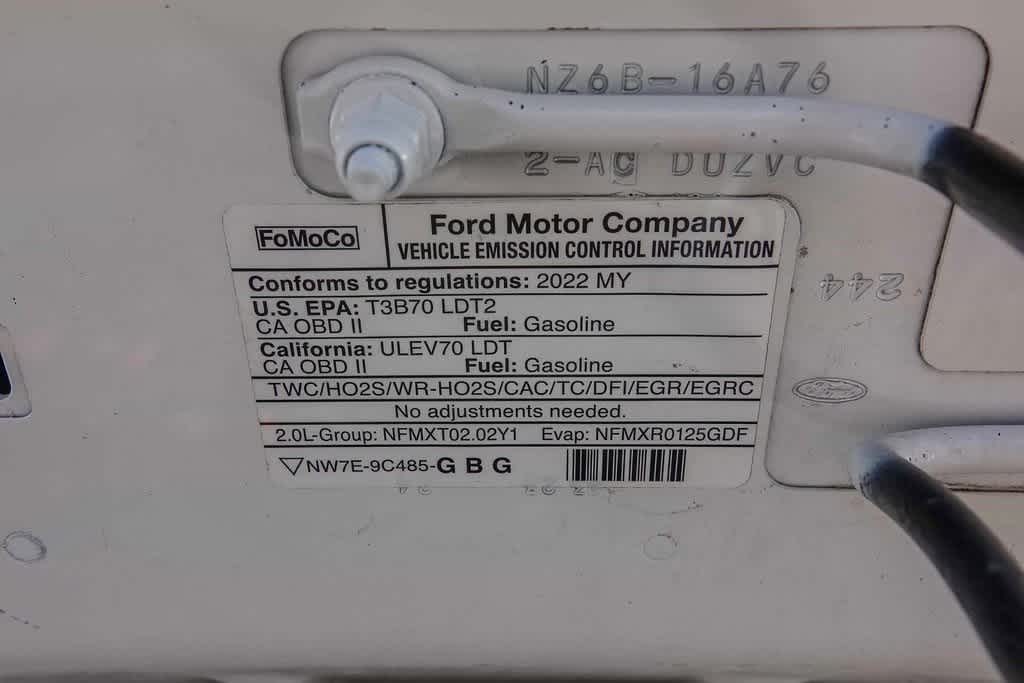 NZ6B-16A76
2-AC DUZVC
FoMoCo
Ford Motor Company
VEHICLE EMISSION CONTROL INFORMATION
Conforms to regulations: 2022 MY
U.S. EPA: T3B70 LDT2
CA OBD II Fuel: Gasoline
California: ULEV70 LDT
CA OBD II Fuel: Gasoline
TWC/HO2S/WR-HO2S/CAC/TC/DFI/EGR/EGRC
No adjustments needed.
2.0L-Group: NFMXT02.02Y1 Evap: NFMXR0125GDF
NW7E-9C485-G B G
244
Ford